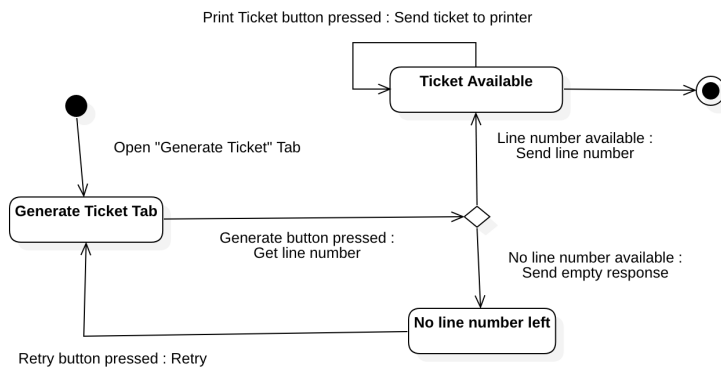 Print Ticket button pressed : Send ticket to printer
Ticket Available
Open "Generate Ticket" Tab
Line number available :
Send line number
Generate Ticket Tab
Generate button pressed :
Get line number
No line number available :
Send empty response
No line number left
Retry button pressed : Retry